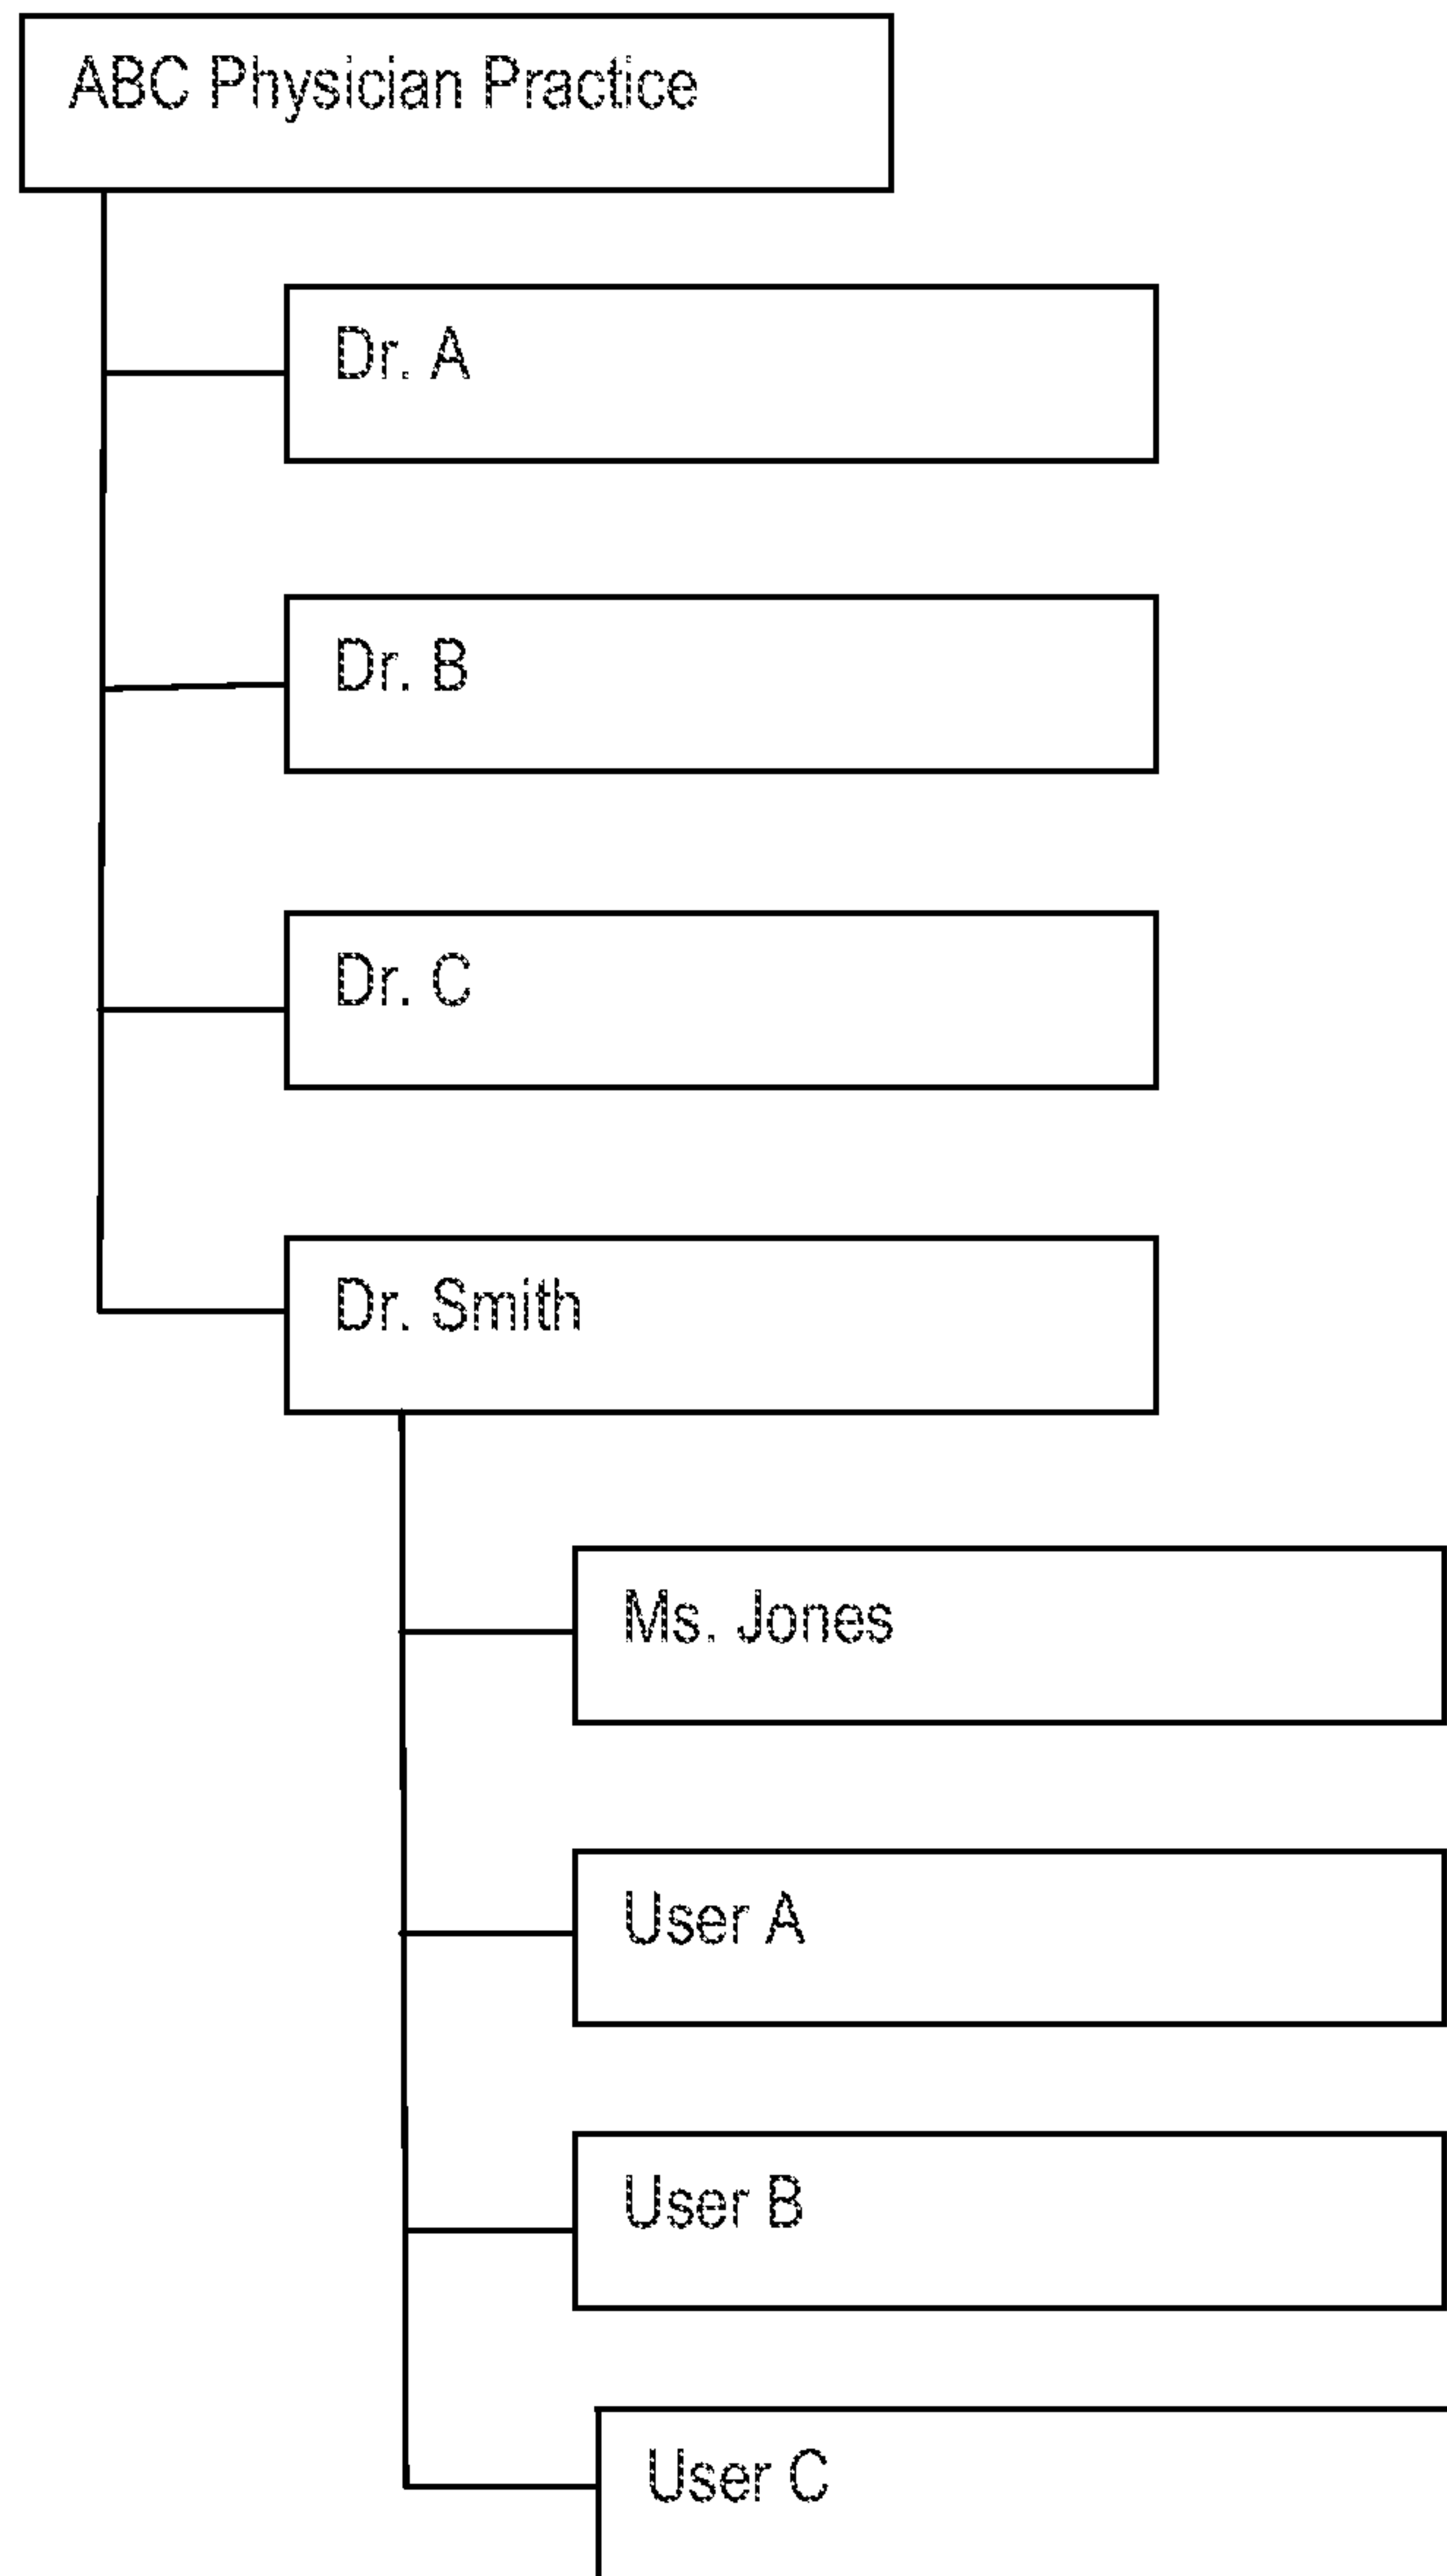 ABC Physician Practice
Dr. A
Dr. B
Dr. C
Dr. Smith
Ms. Jones
User A
User B
User C